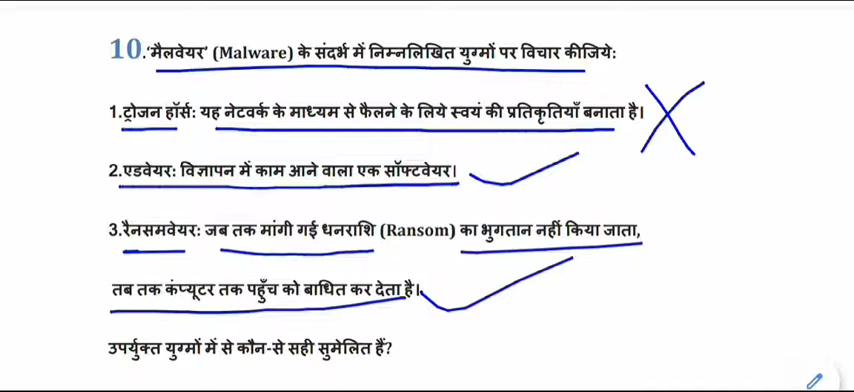 10.‘मैलवेयर’ (Malware) के संदर्भ में निम्नलिखित युग्मों पर विचार कीजिये:
1.ट्रोजन हॉर्स: यह नेटवर्क के माध्यम से फैलने के लिये स्वयं की प्रतिकृतियाँ बनाता है।
2.एडवेयर: विज्ञापन में काम आने वाला एक सॉफ्टवेयर।
3.रैनसमवेयर: जब तक मांगी गई धनराशि (Ransom) का भुगतान नहीं किया जाता,
तब तक कंप्यूटर तक पहुँच को बाधित कर देता है।
उपर्युक्त युग्मों में से कौन-से सही सुमेलित हैं?